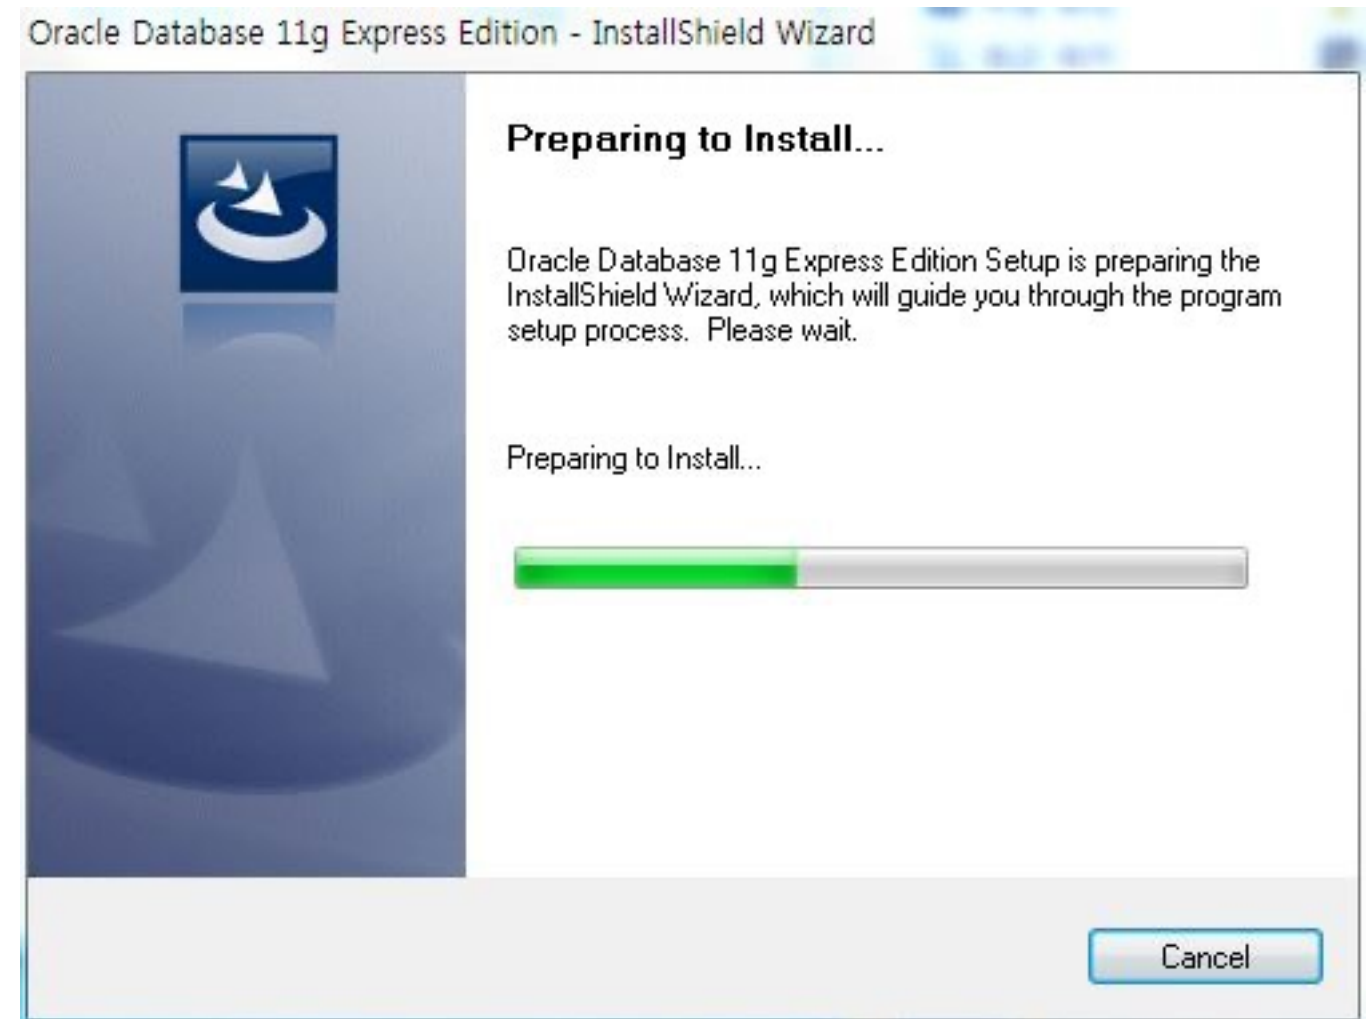 Oracle Database 11g Express Edition - InstallShield Wizard
Preparing to Install...
Oracle Database 11g Express Edition Setup is preparing the
InstallShield Wizard, which will guide you through the program
setup process.  Please wait.
Preparing to Install...
Cancel